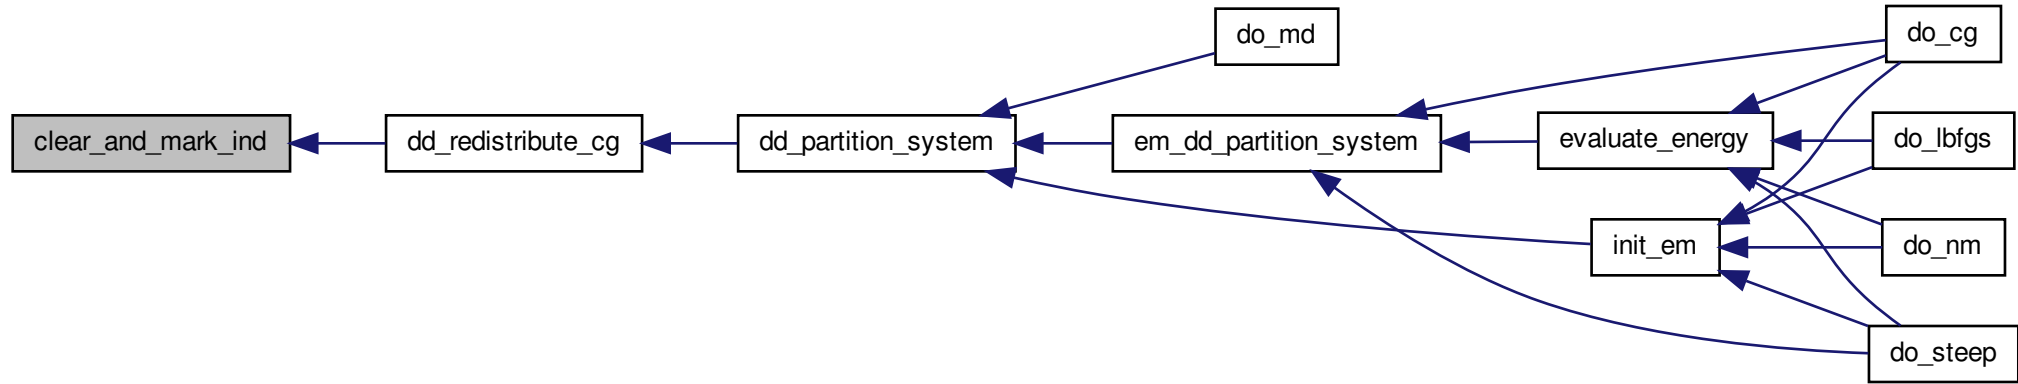 clear_and_mark_ind
dd_redistribute_cg
dd_partition_system
do_md
em_dd_partition_system
evaluate_energy
init_em
do_cg
do_lbfgs
do_nm
do_steep